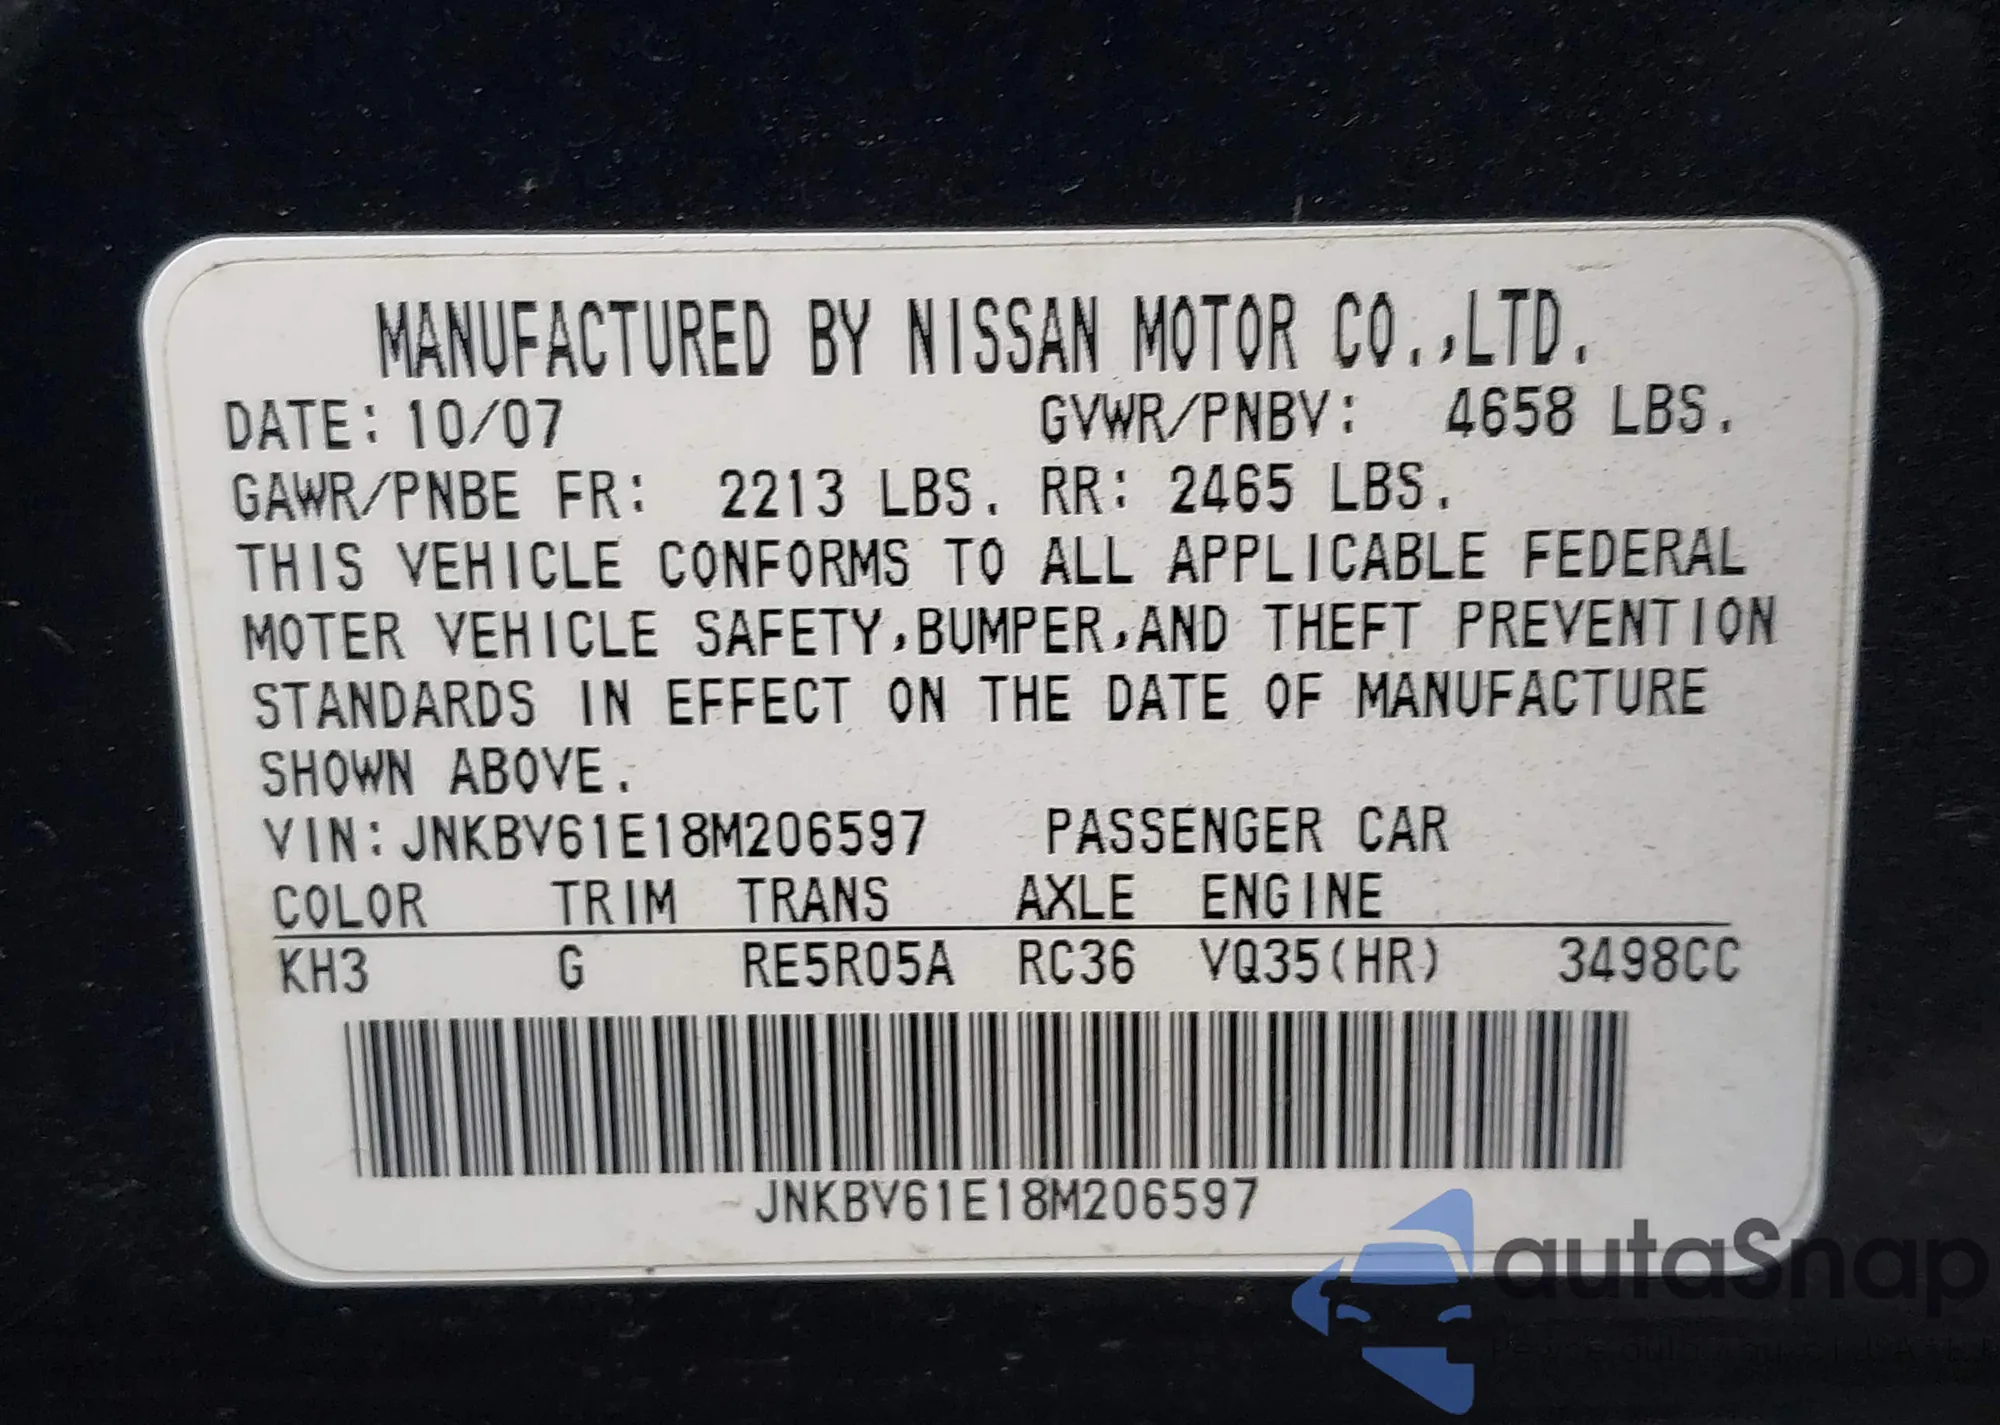 MANUFACTURED BY NISSAN MOTOR CO.,LTD.
DATE: 10/07 GVWR/PNBV: 4658 LBS.
GAWR/PNBE FR: 2213 LBS. RR: 2465 LBS.
THIS VEHICLE CONFORMS TO ALL APPLICABLE FEDERAL
MOTER VEHICLE SAFETY,BUMPER,AND THEFT PREVENTION
STANDARDS IN EFFECT ON THE DATE OF MANUFACTURE
SHOWN ABOVE.
VIN:JNKBV61E18M206597 PASSENGER CAR
COLOR TRIM TRANS AXLE ENGINE
KH3 G RE5R05A RC36 VQ35(HR) 3498CC
JNKBV61E18M206597
autaSnap